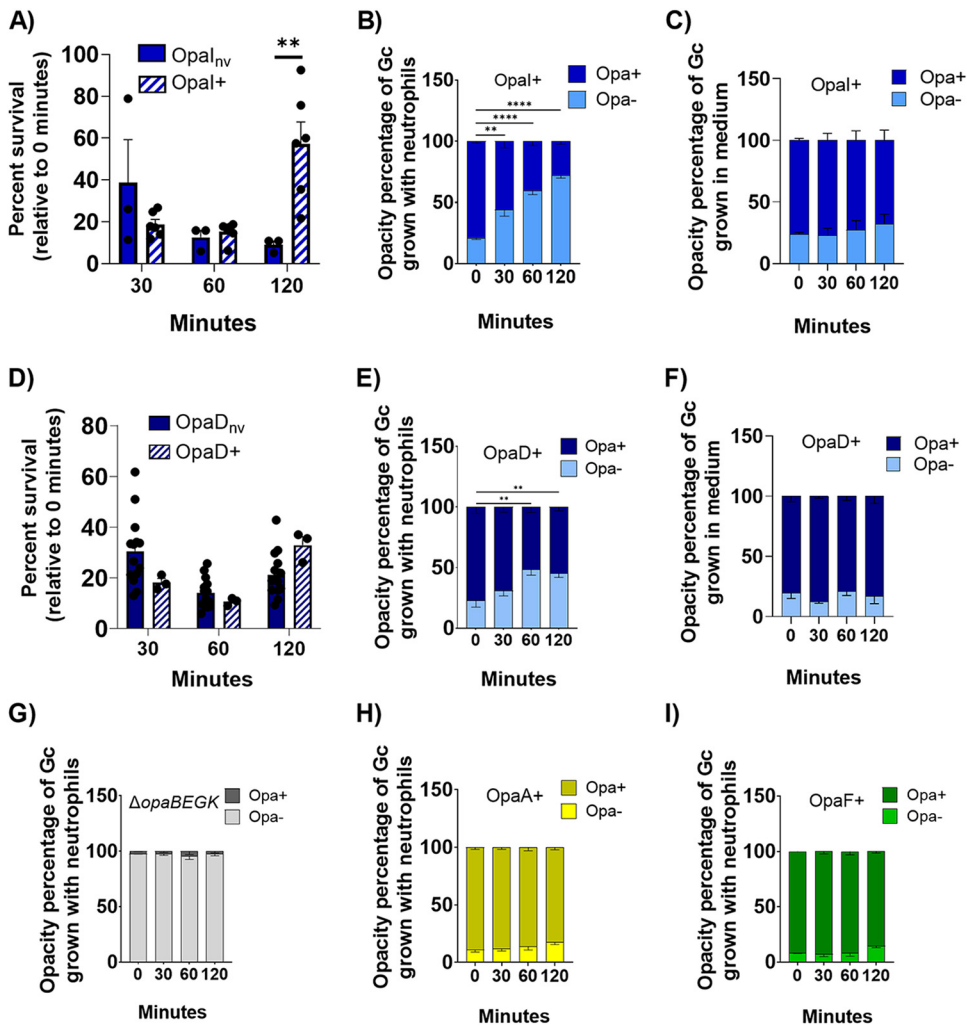 A)
Percent survival
(relative to 0 minutes)
100
80
60
40
20
0
OpaI_nv
OpaI+
**
30 60 120
Minutes
B)
Opacity percentage of Gc
grown with neutrophils
150
100
50
0
OpaI+
Opa+
Opa-
****
****
**
0 30 60 120
Minutes
C)
Opacity percentage of Gc
grown in medium
150
100
50
0
OpaI+
Opa+
Opa-
0 30 60 120
Minutes
D)
Percent survival
(relative to 0 minutes)
80
60
40
20
0
OpaD_nv
OpaD+
30 60 120
Minutes
E)
Opacity percentage of Gc
grown with neutrophils
150
100
50
0
OpaD+
Opa+
Opa-
**
**
0 30 60 120
Minutes
F)
Opacity percentage of Gc
grown in medium
150
100
50
0
OpaD+
Opa+
Opa-
0 30 60 120
Minutes
G)
Opacity percentage of Gc
grown with neutrophils
150
100
50
0
ΔopaBEGK
Opa+
Opa-
0 30 60 120
Minutes
H)
Opacity percentage of Gc
grown with neutrophils
150
100
50
0
OpaA+
Opa+
Opa-
0 30 60 120
Minutes
I)
Opacity percentage of Gc
grown with neutrophils
150
100
50
0
OpaF+
Opa+
Opa-
0 30 60 120
Minutes